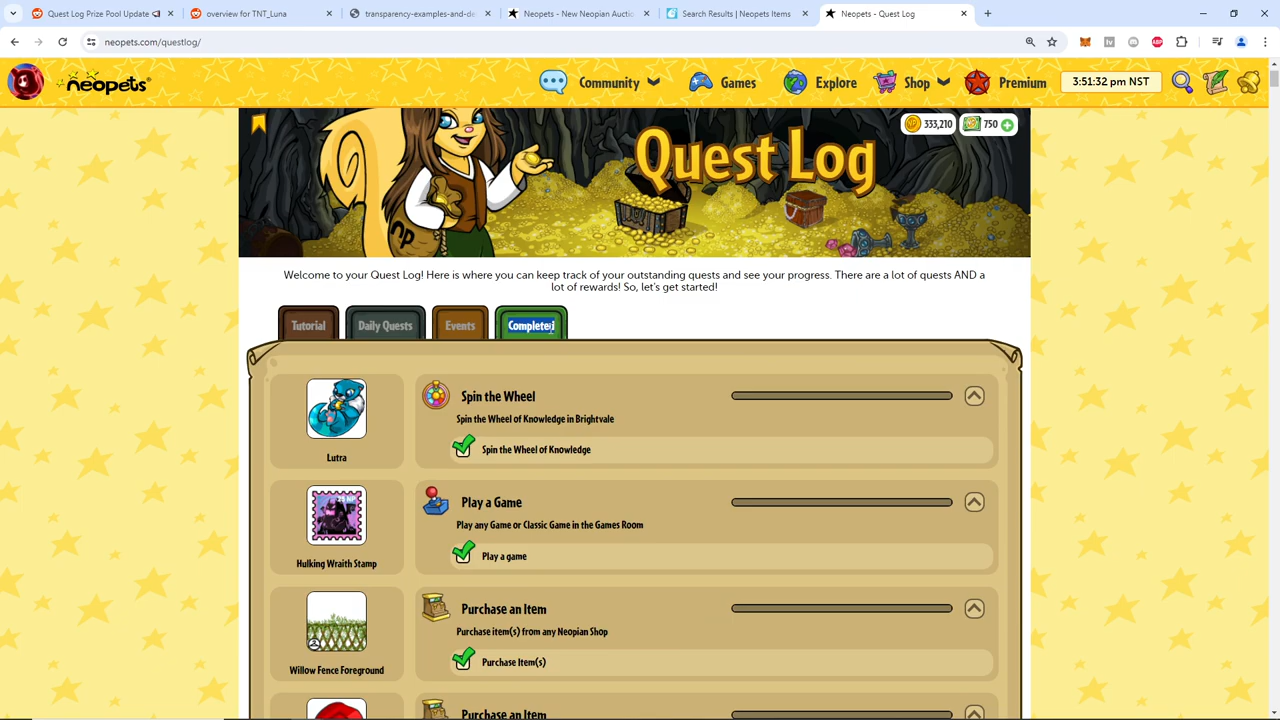 Quest Log Prize Pool Update
overview for TNT_Luna
transparency-examples-and-de
Neopets - New Neopian Auctio
Search Results | Neopets Items
Neopets - Quest Log
neopets.com/questlog/
neopets
Community
Games
Explore
Shop
Premium
3:51:32 pm NST
Quest Log
333,210
750
NP
Welcome to your Quest Log! Here is where you can keep track of your outstanding quests and see your progress. There are a lot of quests AND a
lot of rewards! So, let's get started!
Tutorial
Daily Quests
Events
Completed
Spin the Wheel
Spin the Wheel of Knowledge in Brightvale
Spin the Wheel of Knowledge
Lutra
Play a Game
Play any Game or Classic Game in the Games Room
Play a game
Hulking Wraith Stamp
Purchase an Item
Purchase item(s) from any Neopian Shop
Purchase Item(s)
Willow Fence Foreground
Purchase an Item